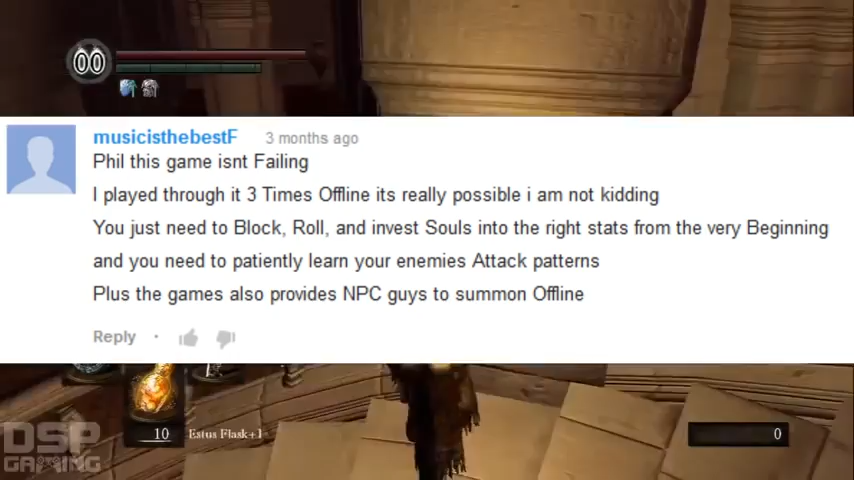 00
musicisthebestF 3 months ago
Phil this game isnt Failing
I played through it 3 Times Offline its really possible i am not kidding
You just need to Block, Roll, and invest Souls into the right stats from the very Beginning
and you need to patiently learn your enemies Attack patterns
Plus the games also provides NPC guys to summon Offline
Reply ·
10 Estus Flask+1 0
DSP
GAMING